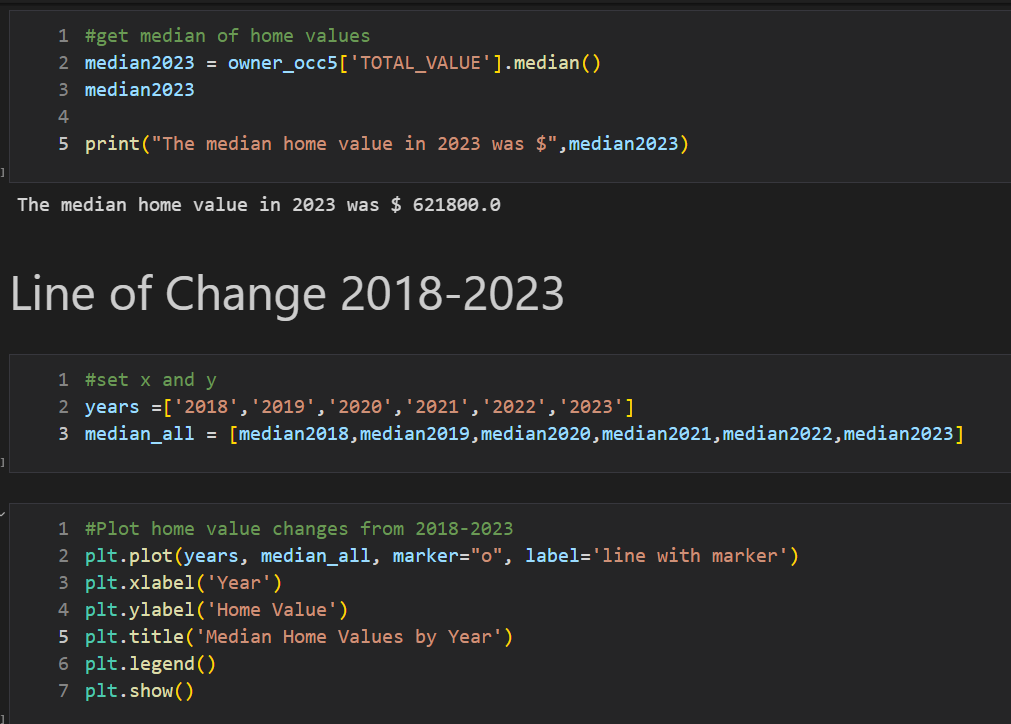 1 #get median of home values
2 median2023 = owner_occ5['TOTAL_VALUE'].median()
3 median2023
4
5 print("The median home value in 2023 was $",median2023)
]
The median home value in 2023 was $ 621800.0
Line of Change 2018-2023
1 #set x and y
2 years =['2018','2019','2020','2021','2022','2023']
3 median_all = [median2018,median2019,median2020,median2021,median2022,median2023]
]
1 #Plot home value changes from 2018-2023
2 plt.plot(years, median_all, marker="o", label='line with marker')
3 plt.xlabel('Year')
4 plt.ylabel('Home Value')
5 plt.title('Median Home Values by Year')
6 plt.legend()
7 plt.show()
]